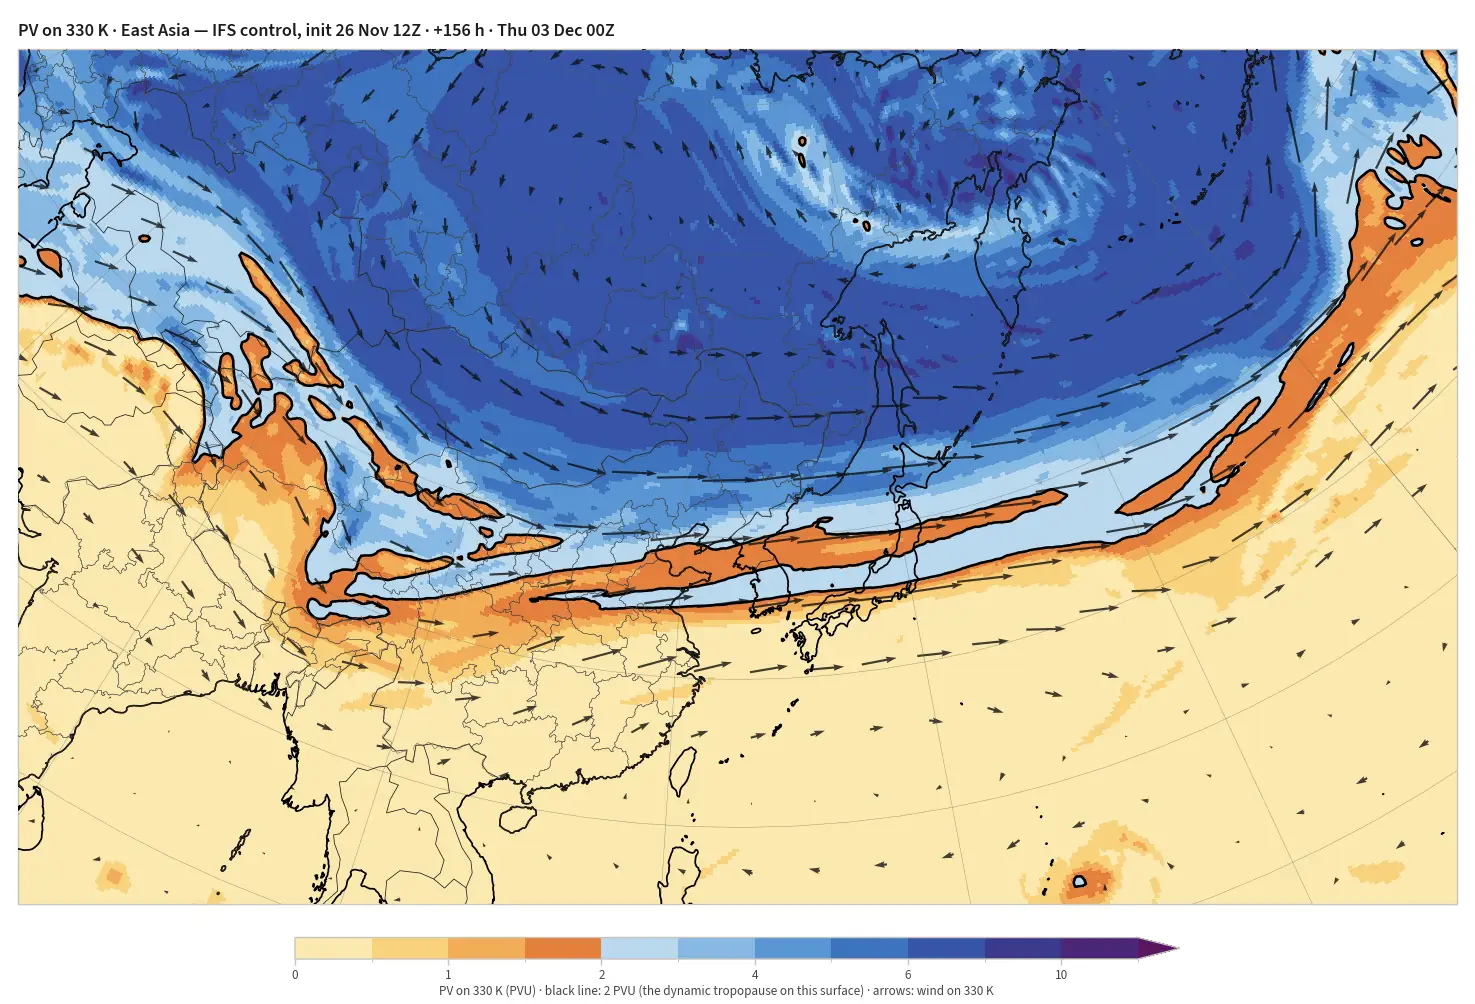 PV on 330 K · East Asia — IFS control, init 26 Nov 12Z · +156 h · Thu 03 Dec 00Z
0 1 2 4 6 10
PV on 330 K (PVU) · black line: 2 PVU (the dynamic tropopause on this surface) · arrows: wind on 330 K